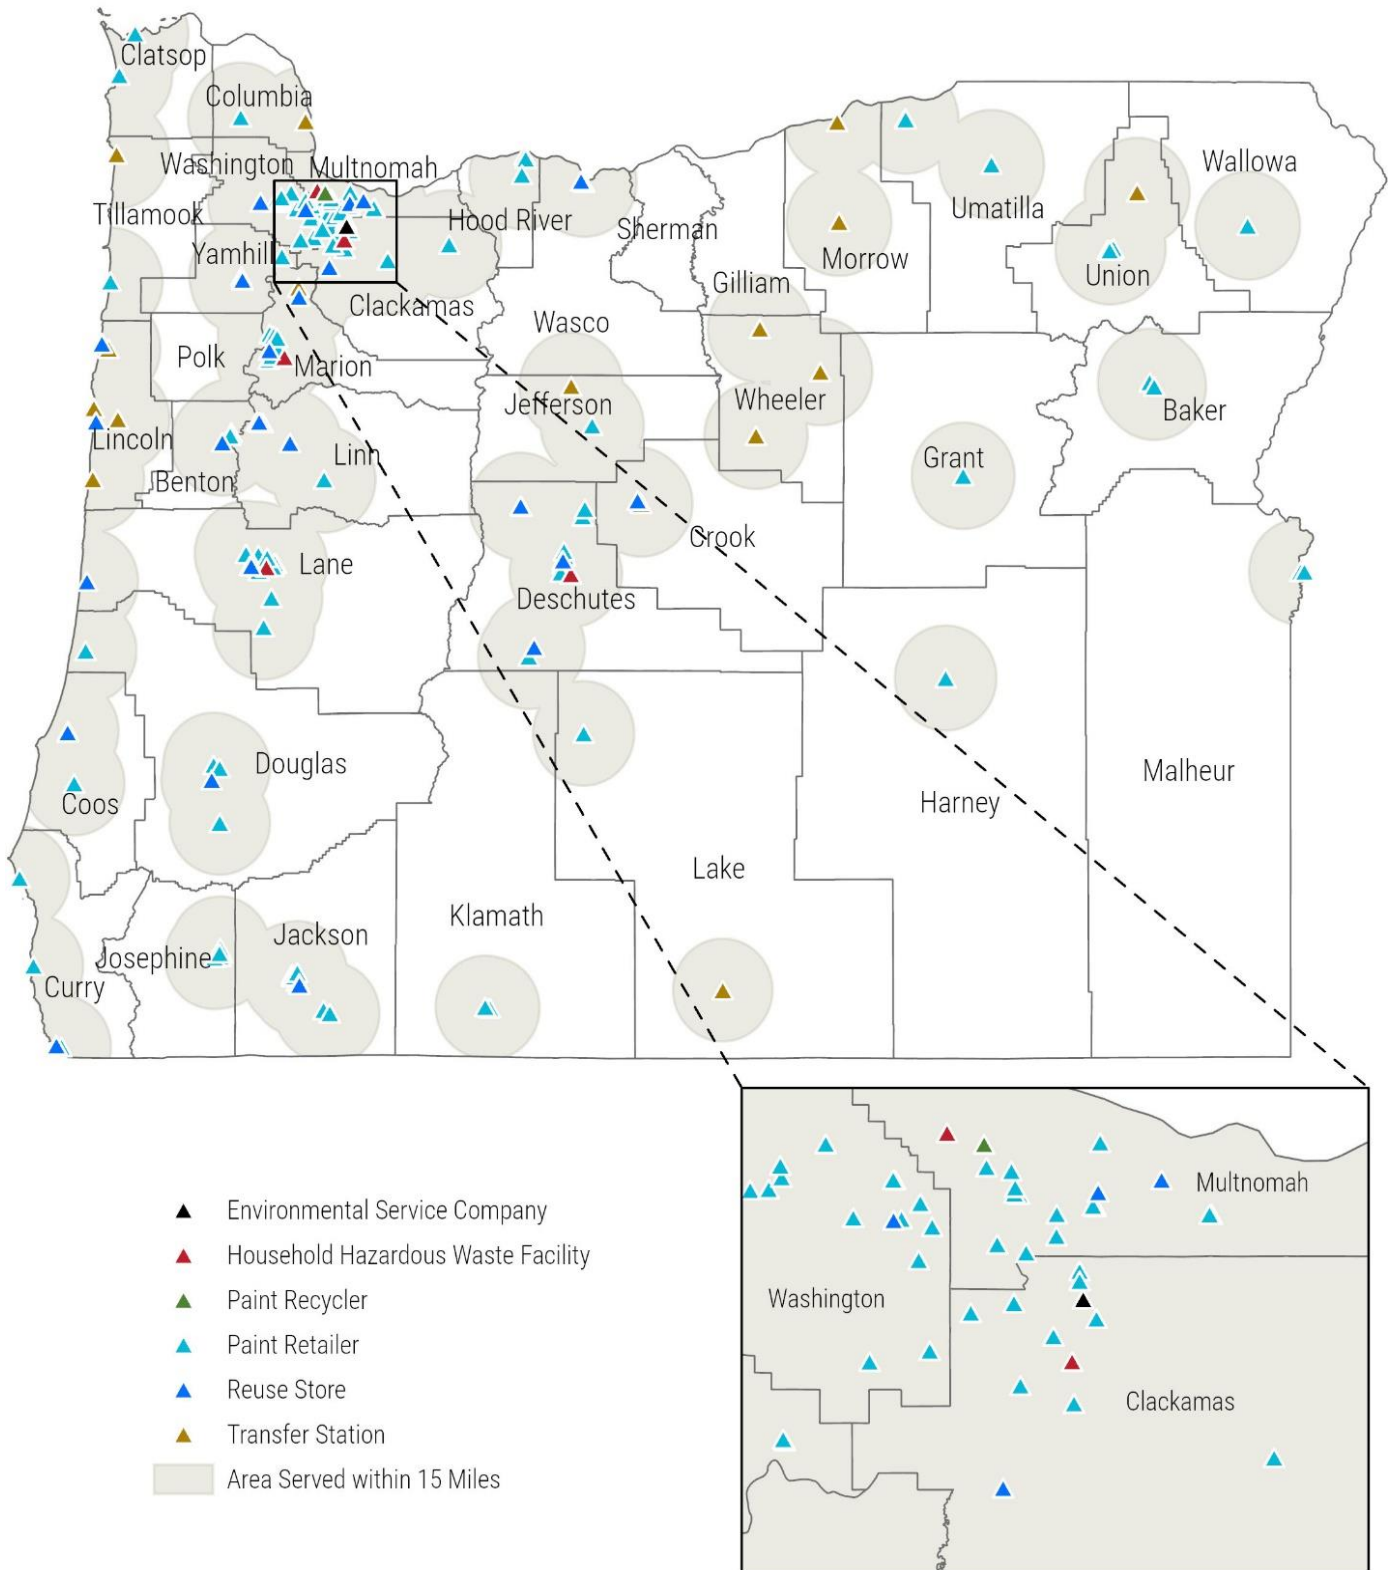 Clatsop
Columbia
Washington
Multnomah
Wallowa
Tillamook
Hood River
Sherman
Umatilla
Yamhill
Morrow
Gilliam
Union
Clackamas
Wasco
Polk
Marion
Jefferson
Wheeler
Baker
Lincoln
Linn
Grant
Benton
Crook
Lane
Deschutes
Douglas
Malheur
Coos
Harney
Lake
Klamath
Jackson
Josephine
Curry
Environmental Service Company
Household Hazardous Waste Facility
Paint Recycler
Paint Retailer
Reuse Store
Transfer Station
Area Served within 15 Miles
Multnomah
Washington
Clackamas